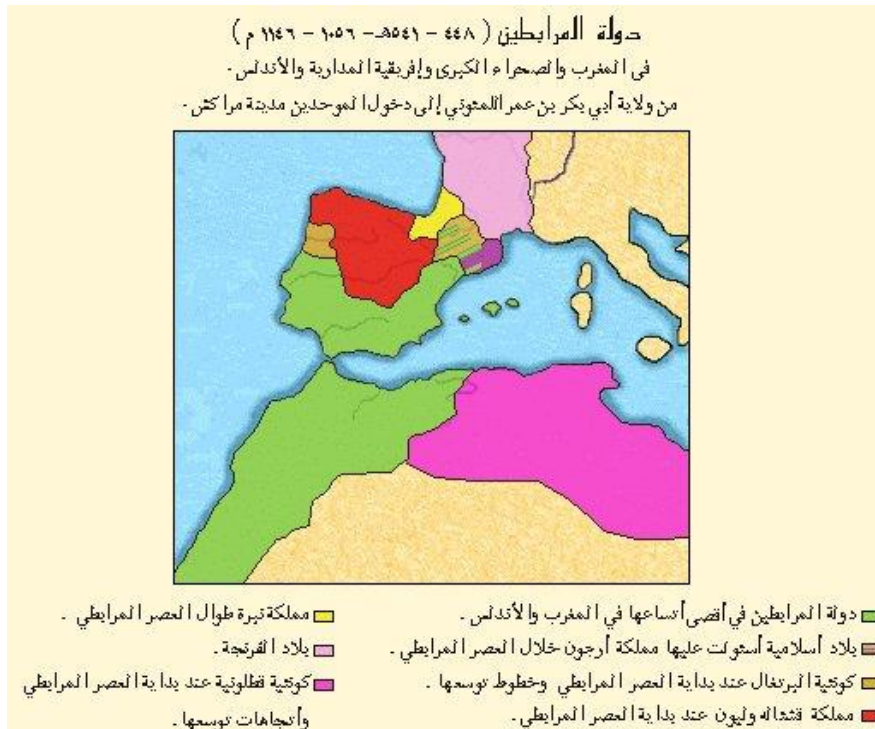 دولة المرابطين ( ٤٤٨ - ٥٤١هـ - ١٠٥٦ - ١١٤٦ م )
في المغرب والصحراء الكبرى وإفريقية المدارية والأندلس .
من ولاية أبي بكر بن عمر اللمتوني إلى دخول الموحدين مدينة مراكش .
دولة المرابطين في أقصى أتساعها في المغرب والأندلس .
بلاد أسلامية أستولت عليها مملكة أرجون خلال العصر المرابطي .
كونتية البرتغال عند بداية العصر المرابطي وخطوط توسعها .
مملكة قشتاله وليون عند بداية العصر المرابطي .
مملكة نبرة طوال العصر المرابطي .
بلاد الفرنجة .
كونتية قطلونية عند بداية العصر المرابطي
وأتجاهات توسعها .